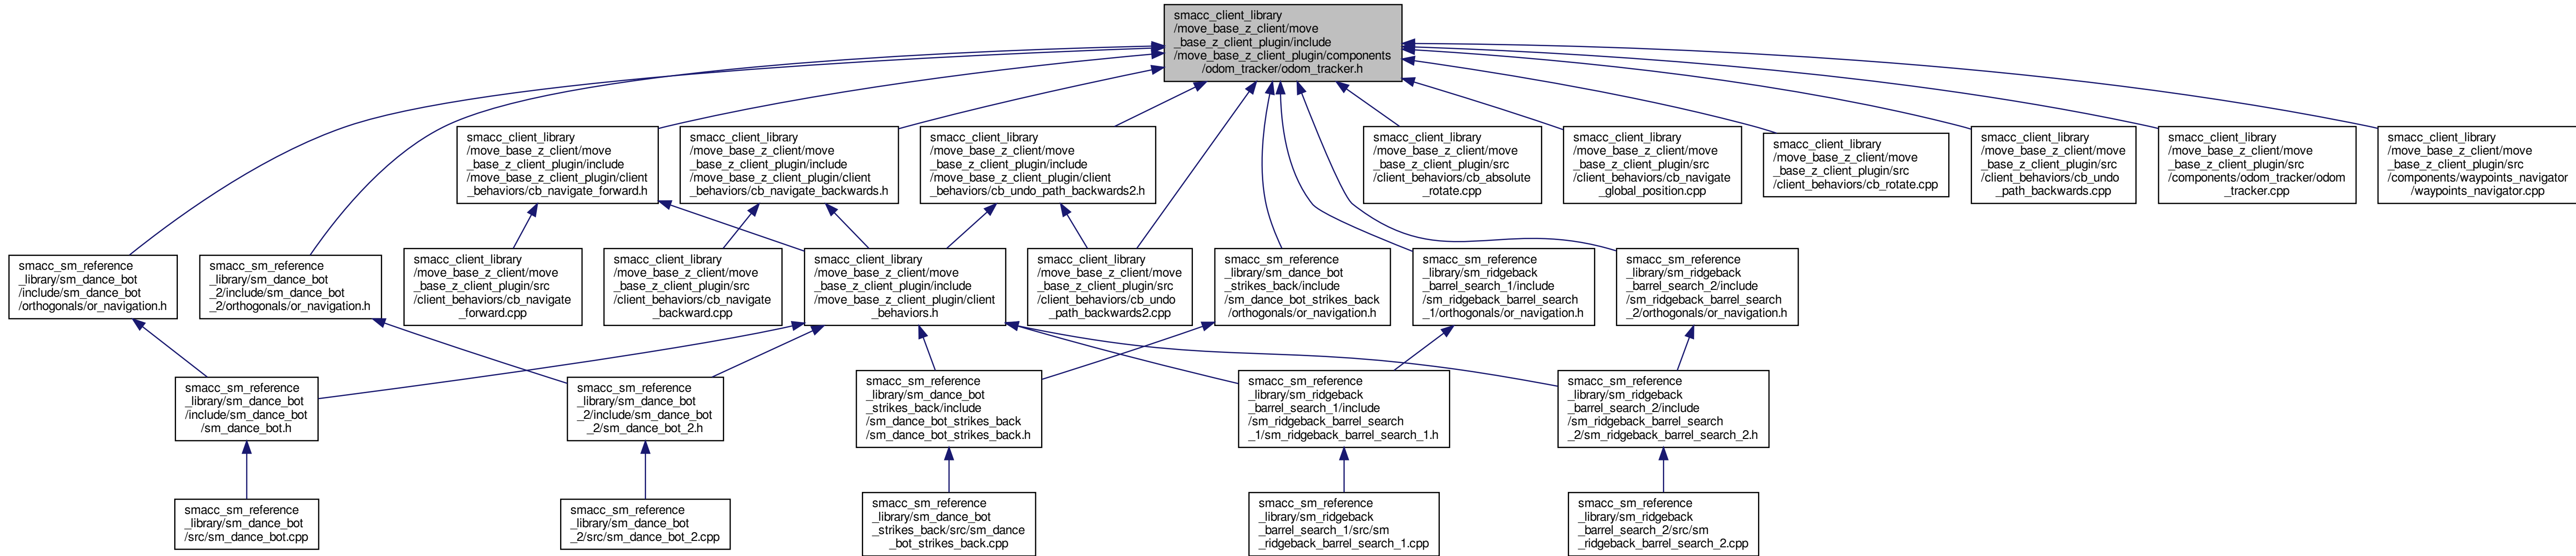 smacc_client_library
/move_base_z_client/move
_base_z_client_plugin/include
/move_base_z_client_plugin/components
/odom_tracker/odom_tracker.h
smacc_client_library
/move_base_z_client/move
_base_z_client_plugin/include
/move_base_z_client_plugin/client
_behaviors/cb_navigate_forward.h
smacc_client_library
/move_base_z_client/move
_base_z_client_plugin/include
/move_base_z_client_plugin/client
_behaviors/cb_navigate_backwards.h
smacc_client_library
/move_base_z_client/move
_base_z_client_plugin/include
/move_base_z_client_plugin/client
_behaviors/cb_undo_path_backwards2.h
smacc_client_library
/move_base_z_client/move
_base_z_client_plugin/src
/client_behaviors/cb_absolute
_rotate.cpp
smacc_client_library
/move_base_z_client/move
_base_z_client_plugin/src
/client_behaviors/cb_navigate
_global_position.cpp
smacc_client_library
/move_base_z_client/move
_base_z_client_plugin/src
/client_behaviors/cb_rotate.cpp
smacc_client_library
/move_base_z_client/move
_base_z_client_plugin/src
/client_behaviors/cb_undo
_path_backwards.cpp
smacc_client_library
/move_base_z_client/move
_base_z_client_plugin/src
/components/odom_tracker/odom
_tracker.cpp
smacc_client_library
/move_base_z_client/move
_base_z_client_plugin/src
/components/waypoints_navigator
/waypoints_navigator.cpp
smacc_sm_reference
_library/sm_dance_bot
/include/sm_dance_bot
/orthogonals/or_navigation.h
smacc_sm_reference
_library/sm_dance_bot
_2/include/sm_dance_bot
_2/orthogonals/or_navigation.h
smacc_client_library
/move_base_z_client/move
_base_z_client_plugin/src
/client_behaviors/cb_navigate
_forward.cpp
smacc_client_library
/move_base_z_client/move
_base_z_client_plugin/src
/client_behaviors/cb_navigate
_backward.cpp
smacc_client_library
/move_base_z_client/move
_base_z_client_plugin/include
/move_base_z_client_plugin/client
_behaviors.h
smacc_client_library
/move_base_z_client/move
_base_z_client_plugin/src
/client_behaviors/cb_undo
_path_backwards2.cpp
smacc_sm_reference
_library/sm_dance_bot
_strikes_back/include
/sm_dance_bot_strikes_back
/orthogonals/or_navigation.h
smacc_sm_reference
_library/sm_ridgeback
_barrel_search_1/include
/sm_ridgeback_barrel_search
_1/orthogonals/or_navigation.h
smacc_sm_reference
_library/sm_ridgeback
_barrel_search_2/include
/sm_ridgeback_barrel_search
_2/orthogonals/or_navigation.h
smacc_sm_reference
_library/sm_dance_bot
/include/sm_dance_bot
/sm_dance_bot.h
smacc_sm_reference
_library/sm_dance_bot
_2/include/sm_dance_bot
_2/sm_dance_bot_2.h
smacc_sm_reference
_library/sm_dance_bot
_strikes_back/include
/sm_dance_bot_strikes_back
/sm_dance_bot_strikes_back.h
smacc_sm_reference
_library/sm_ridgeback
_barrel_search_1/include
/sm_ridgeback_barrel_search
_1/sm_ridgeback_barrel_search_1.h
smacc_sm_reference
_library/sm_ridgeback
_barrel_search_2/include
/sm_ridgeback_barrel_search
_2/sm_ridgeback_barrel_search_2.h
smacc_sm_reference
_library/sm_dance_bot
/src/sm_dance_bot.cpp
smacc_sm_reference
_library/sm_dance_bot
_2/src/sm_dance_bot_2.cpp
smacc_sm_reference
_library/sm_dance_bot
_strikes_back/src/sm_dance
_bot_strikes_back.cpp
smacc_sm_reference
_library/sm_ridgeback
_barrel_search_1/src/sm
_ridgeback_barrel_search_1.cpp
smacc_sm_reference
_library/sm_ridgeback
_barrel_search_2/src/sm
_ridgeback_barrel_search_2.cpp